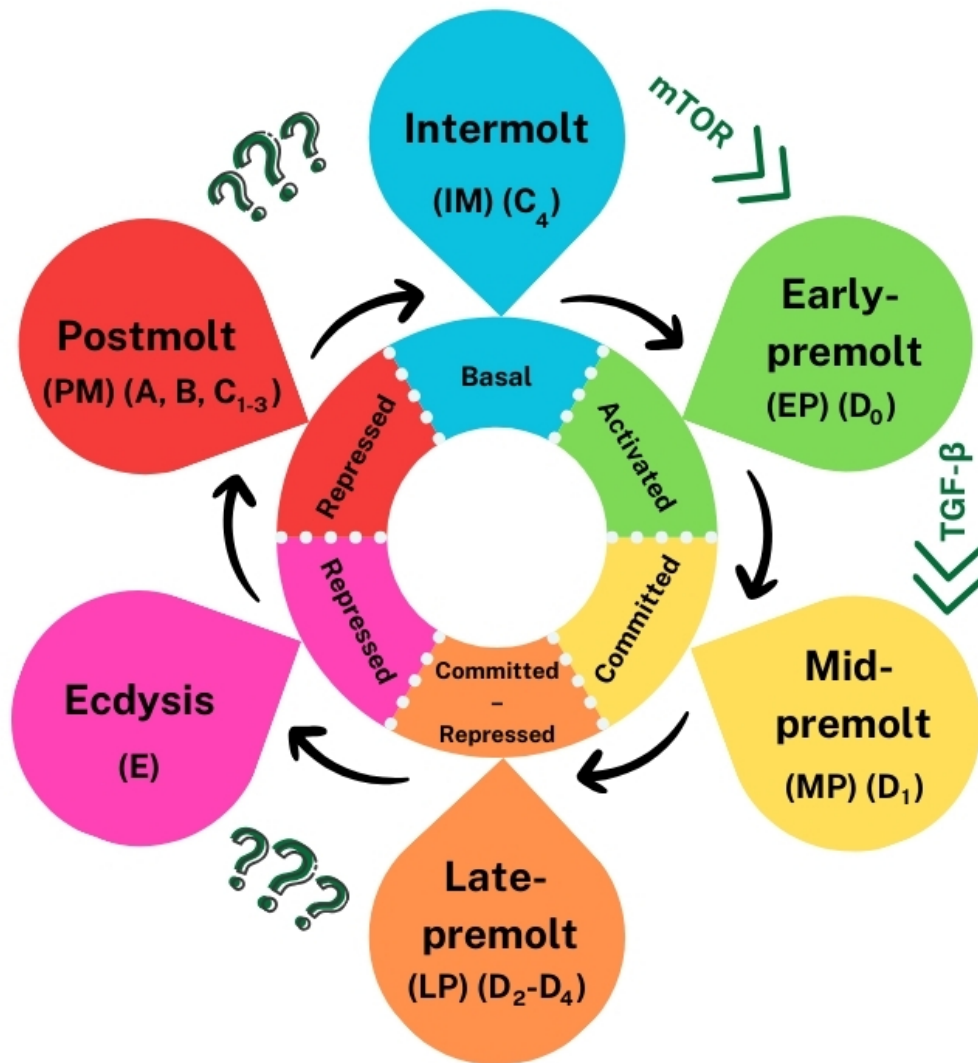 Intermolt
(IM) (C₄)
mTOR
???
Early-
premolt
(EP) (D₀)
Postmolt
(PM) (A, B, C₁₋₃)
Basal
Activated
Repressed
TGF-β
Repressed
Committed
Committed
–
Repressed
Mid-
premolt
(MP) (D₁)
Ecdysis
(E)
???
Late-
premolt
(LP) (D₂-D₄)